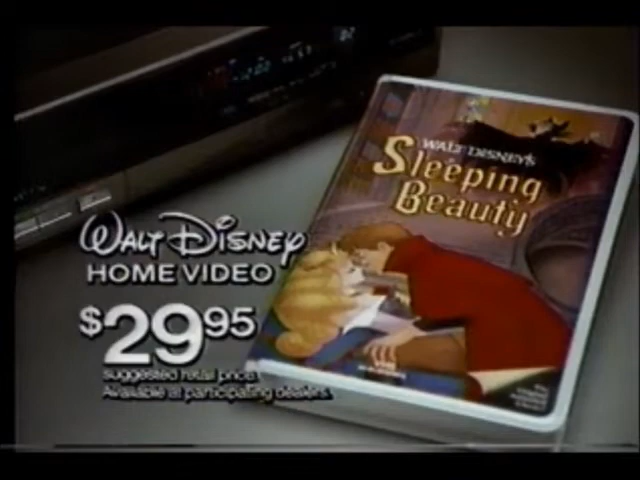 WALT DISNEY'S
Sleeping
Beauty
WALT DISNEY
HOME VIDEO
$29 95
suggested retail price.
Available at participating dealers.